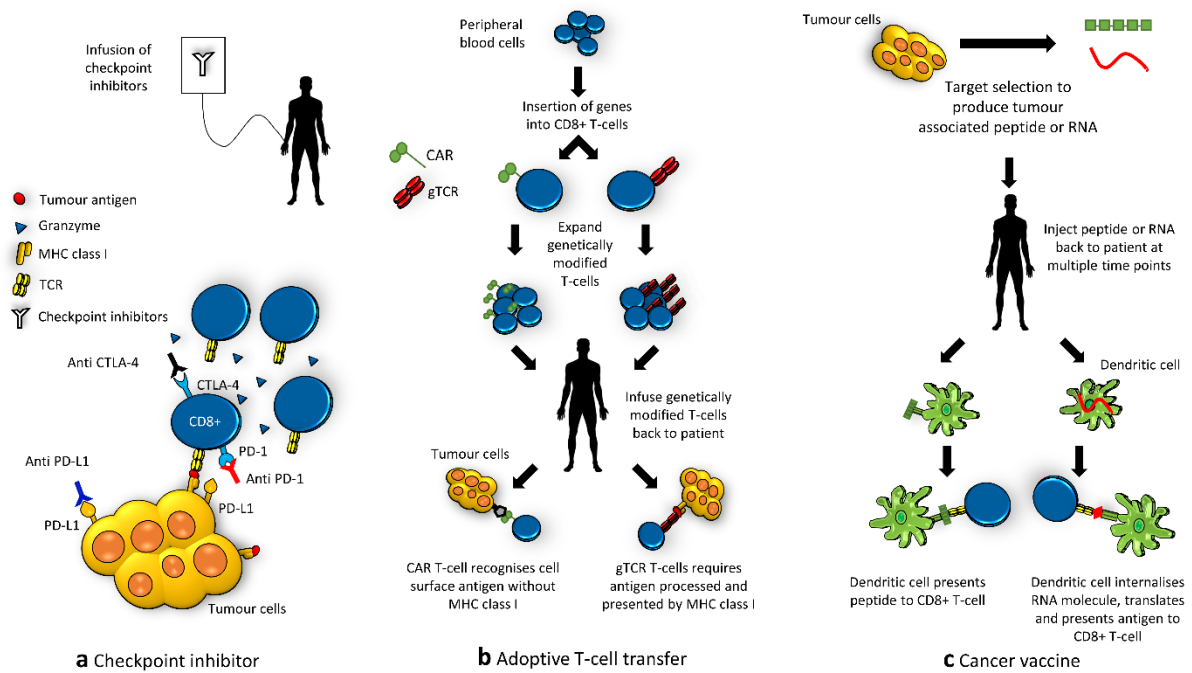 Infusion of
checkpoint
inhibitors
Tumour antigen
Granzyme
MHC class I
TCR
Checkpoint inhibitors
Anti CTLA-4
CTLA-4
CD8+
PD-1
Anti PD-L1
Anti PD-1
PD-L1
PD-L1
Tumour cells
a Checkpoint inhibitor
Peripheral
blood cells
Insertion of genes
into CD8+ T-cells
CAR
gTCR
Expand
genetically
modified
T-cells
Infuse genetically
modified T-cells
back to patient
Tumour cells
CAR T-cell recognises cell
surface antigen without
MHC class I
gTCR T-cells requires
antigen processed and
presented by MHC class I
b Adoptive T-cell transfer
Tumour cells
Target selection to
produce tumour
associated peptide or RNA
Inject peptide or RNA
back to patient at
multiple time points
Dendritic cell
Dendritic cell presents
peptide to CD8+ T-cell
Dendritic cell internalises
RNA molecule, translates
and presents antigen to
CD8+ T-cell
c Cancer vaccine